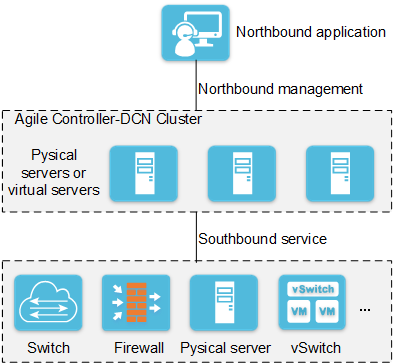 Northbound application
Northbound management
Agile Controller-DCN Cluster
Pysical
servers or
virtual servers
Southbound service
vSwitch
VM VM
...
Switch Firewall Pysical server vSwitch